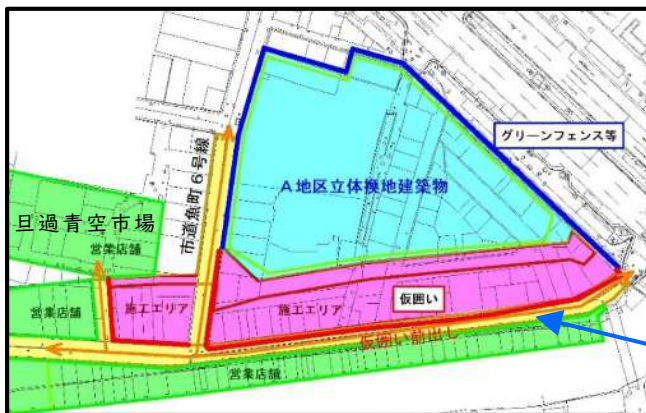 グリーンフェンス等
A地区立体換地建築物
市道魚町6号線
旦過青空市場
営業店舗
営業店舗
施工エリア
施工エリア
仮囲い
仮囲い前出し
営業店舗